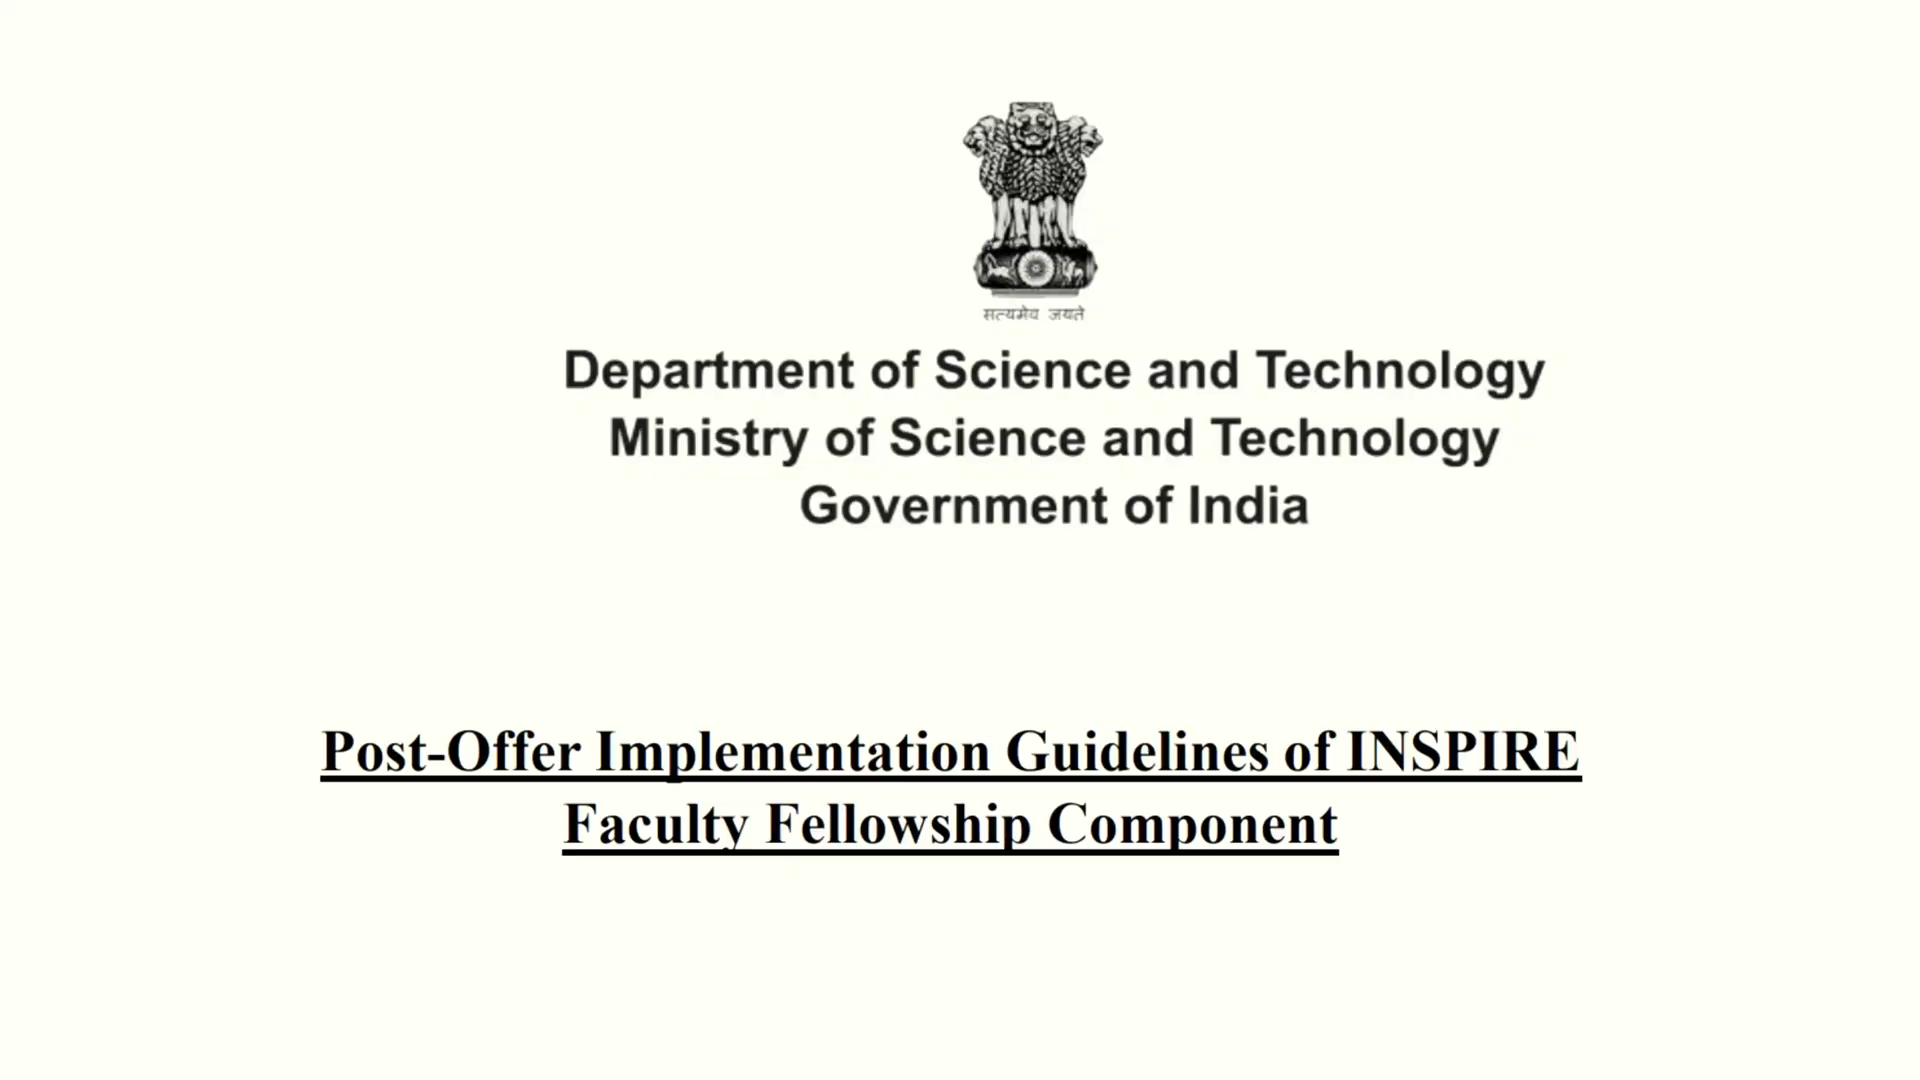 सत्यमेव जयते
Department of Science and Technology
Ministry of Science and Technology
Government of India
Post-Offer Implementation Guidelines of INSPIRE
Faculty Fellowship Component